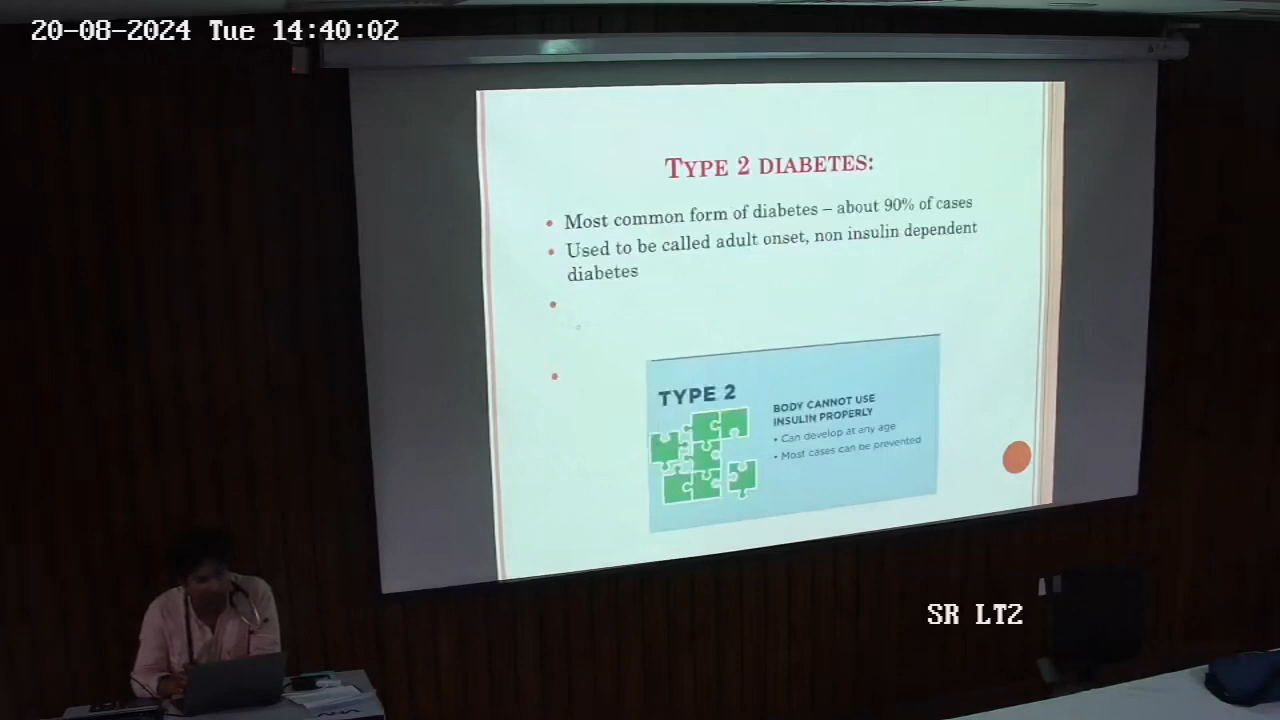 20-08-2024 Tue 14:40:02
TYPE 2 DIABETES:
• Most common form of diabetes – about 90% of cases
• Used to be called adult onset, non insulin dependent
diabetes
TYPE 2
BODY CANNOT USE
INSULIN PROPERLY
• Can develop at any age
• Most cases can be prevented
SR LT2